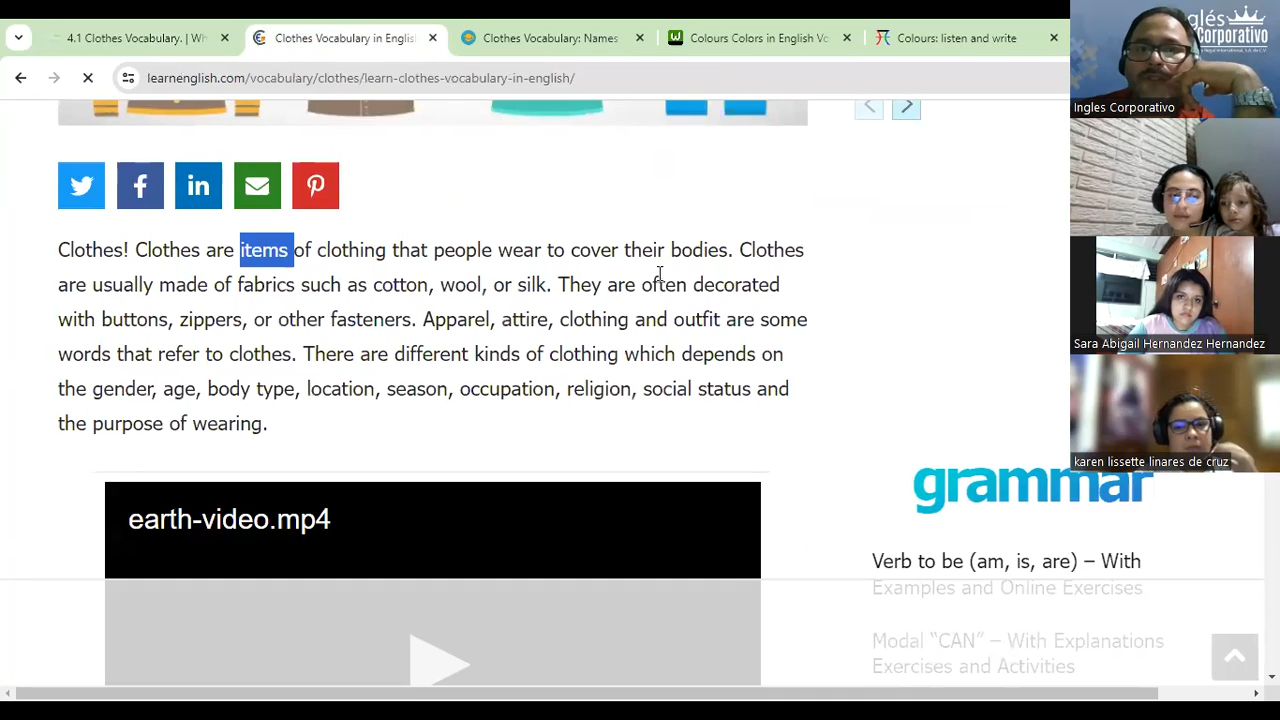 4.1 Clothes Vocabulary. | Wh
Clothes Vocabulary in English
Clothes Vocabulary: Names
Colours Colors in English Vo
Colours: listen and write
learnenglish.com/vocabulary/clothes/learn-clothes-vocabulary-in-english/
glés
Corporativo
Ingles Corporativo
Sara Abigail Hernandez Hernandez
karen lissette linares de cruz
Clothes! Clothes are items of clothing that people wear to cover their bodies. Clothes
are usually made of fabrics such as cotton, wool, or silk. They are often decorated
with buttons, zippers, or other fasteners. Apparel, attire, clothing and outfit are some
words that refer to clothes. There are different kinds of clothing which depends on
the gender, age, body type, location, season, occupation, religion, social status and
the purpose of wearing.
earth-video.mp4
grammar
Verb to be (am, is, are) – With
Examples and Online Exercises
Modal “CAN” – With Explanations
Exercises and Activities